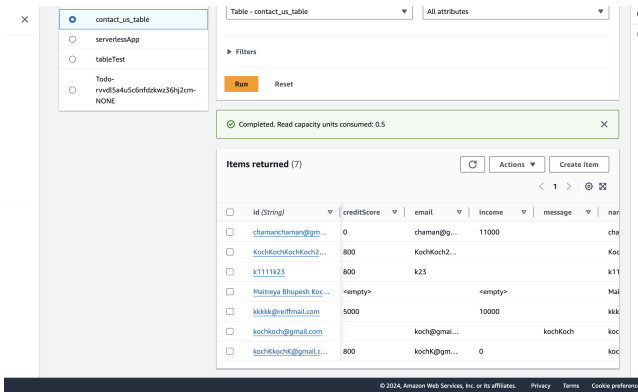 contact_us_table
serverlessApp
tableTest
Todo-
rvvdl5a4u5c6nfdzkwz36hj2cm-
NONE
Table - contact_us_table
All attributes
Filters
Run Reset
Completed. Read capacity units consumed: 0.5
Items returned (7)
Actions Create item
1
id (String) creditScore email income message nar
chamanchaman@gm... 0 chaman@g... 11000 cha
KochKochKochKoch2... 800 KochKoch2... Koc
k1111k23 800 k23 k11
Maitreya Bhupesh Koc... <empty> <empty> Mai
kkkkk@reiffmail.com 5000 10000 kkk
kochkoch@gmail.com koch@gmai... kochKoch koc
kochKkochK@gmail.c... 800 kochK@gm... 0 koc
© 2024, Amazon Web Services, Inc. or its affiliates. Privacy Terms Cookie preferenc